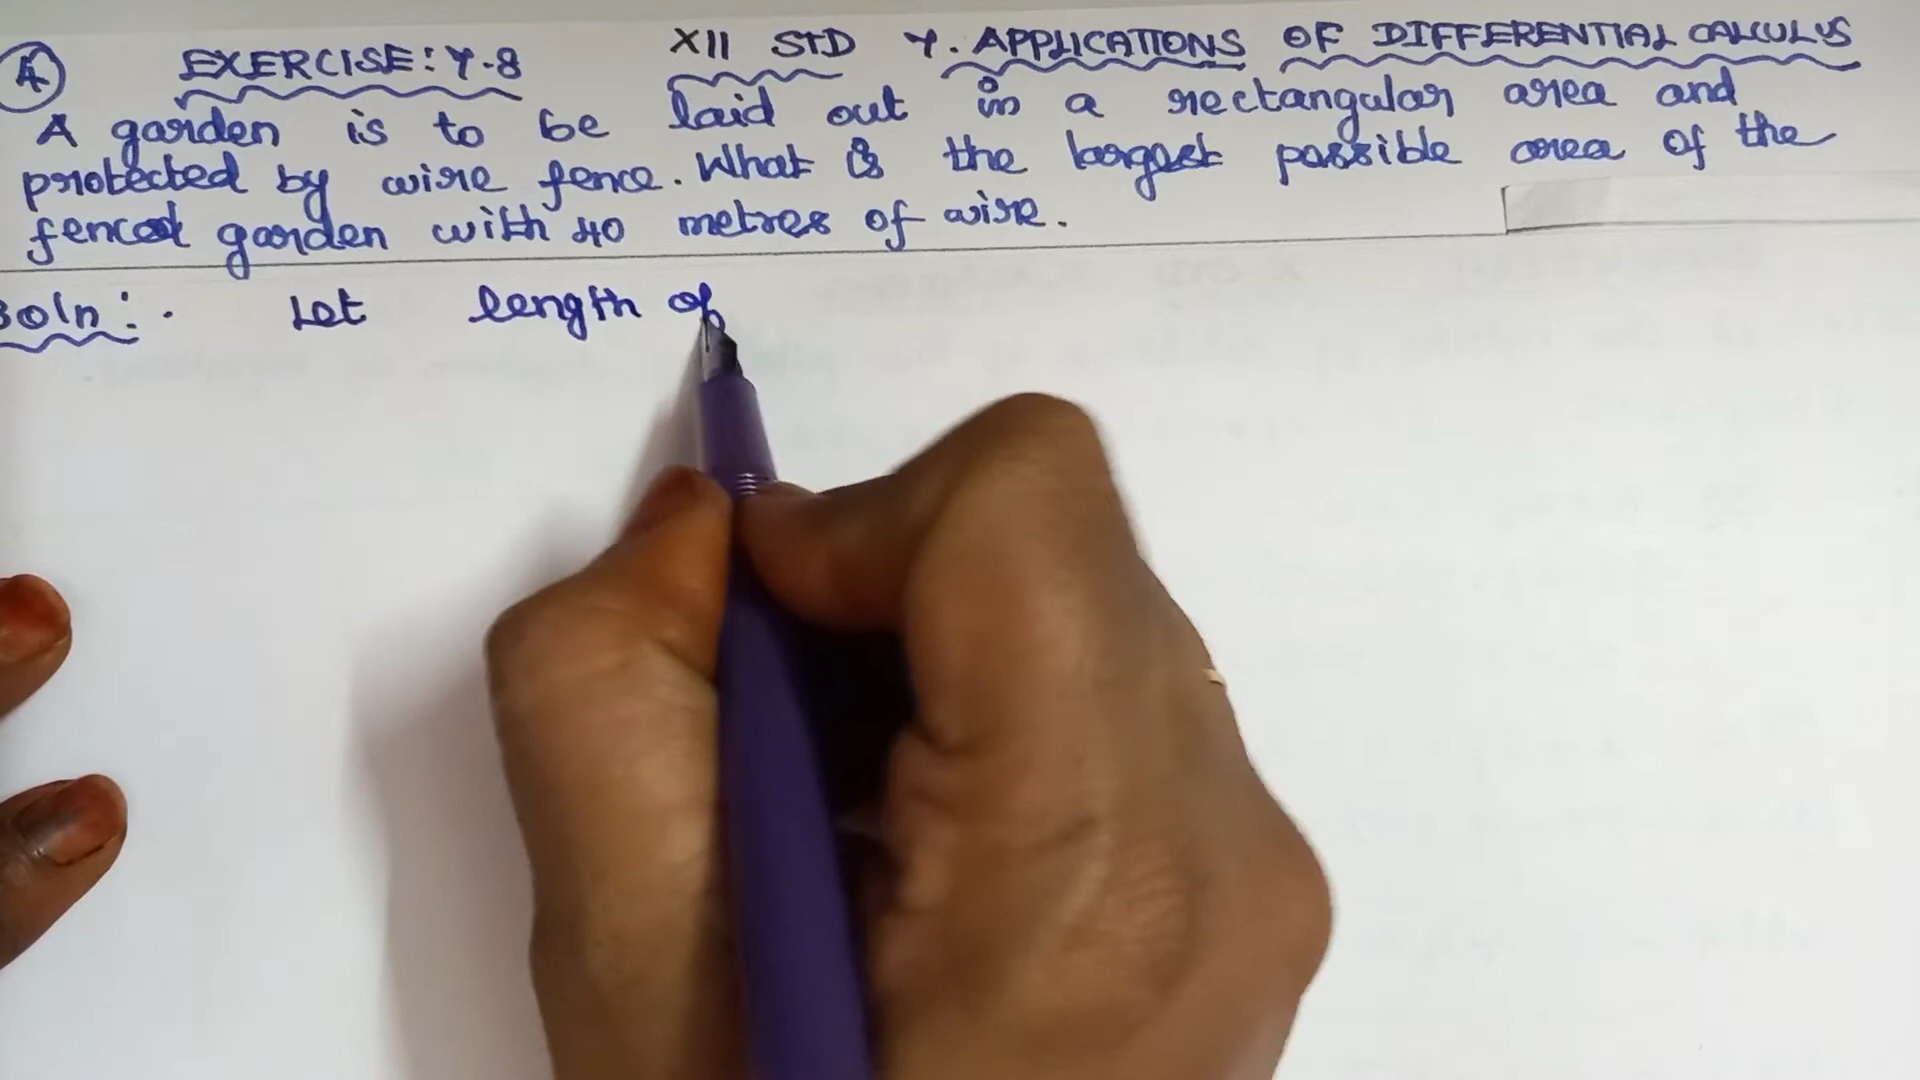 4 EXERCISE: 7.8 XII STD 7. APPLICATIONS OF DIFFERENTIAL CALCULUS
A garden is to be laid out in a rectangular area and
protected by wire fence. What is the largest possible area of the
fenced garden with 40 metres of wire.
Soln:. Let length of